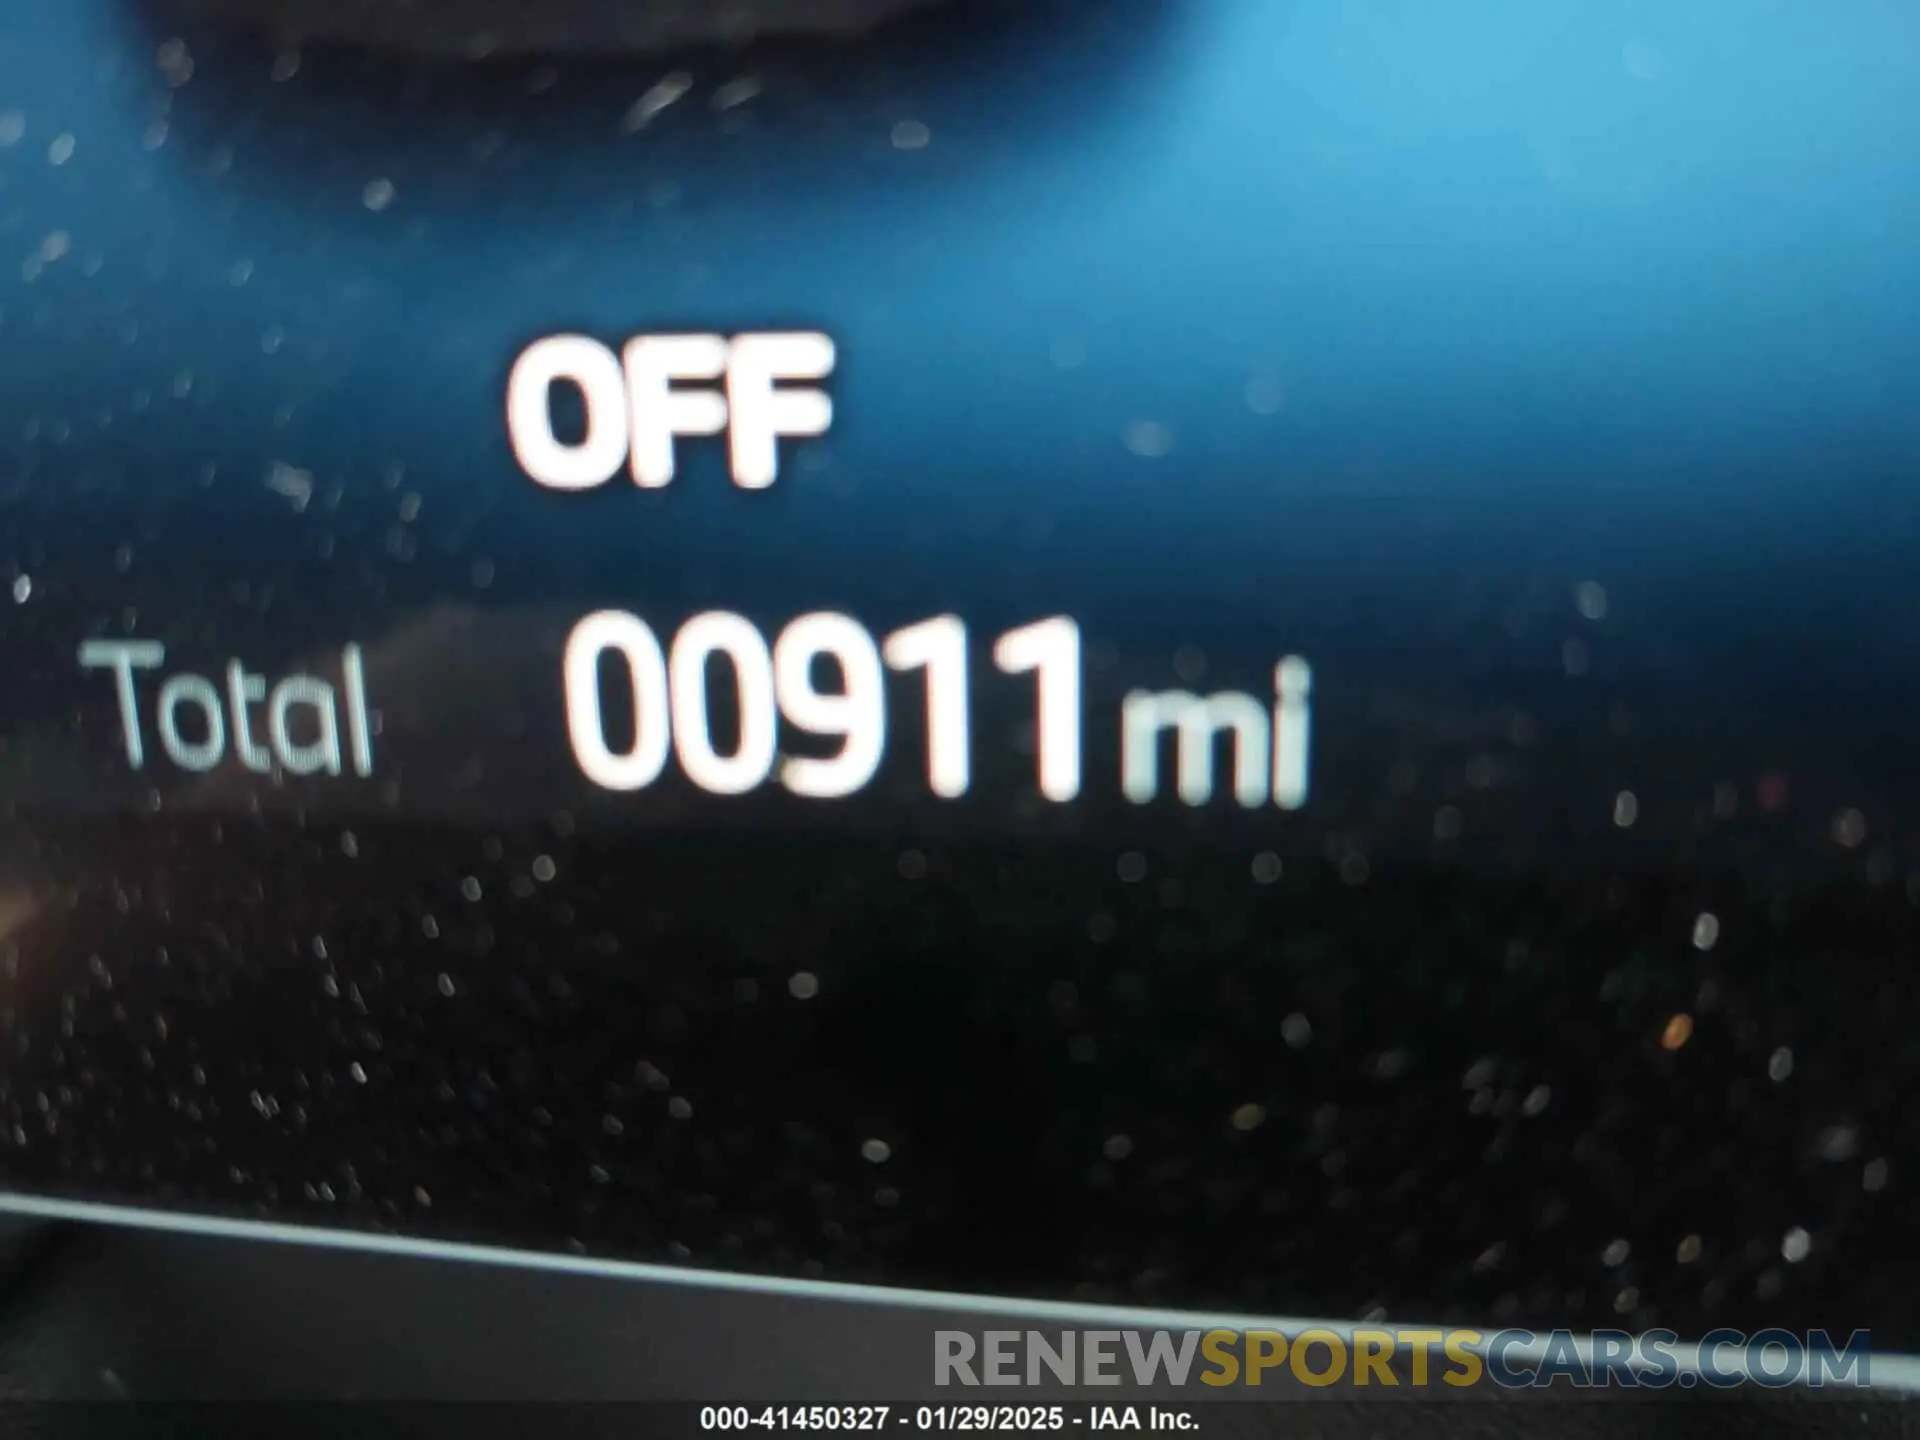 OFF
Total 00911 mi
RENEWSPORTSCARS.COM
000-41450327 - 01/29/2025 - IAA Inc.